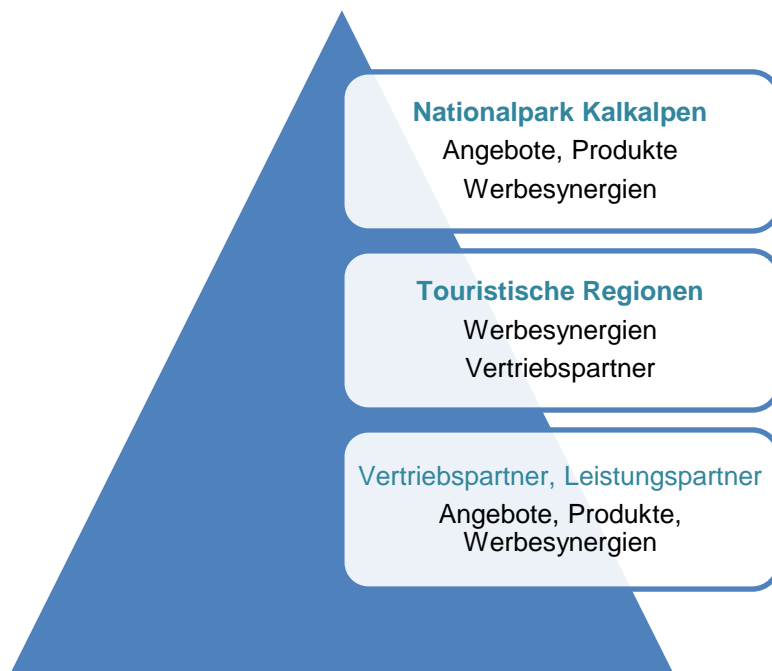 Nationalpark Kalkalpen
Angebote, Produkte
Werbesynergien
Touristische Regionen
Werbesynergien
Vertriebspartner
Vertriebspartner, Leistungspartner
Angebote, Produkte,
Werbesynergien